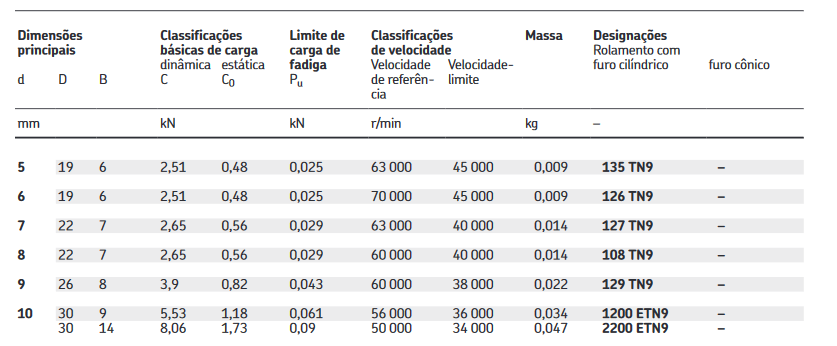 Dimensões principais Classificações básicas de carga Limite de carga de fadiga Classificações de velocidade Massa Designações
dinâmica estática Velocidade de referên-cia Velocidade-limite Rolamento com furo cilíndrico furo cônico
d D B C C0 Pu
mm kN kN r/min kg –
5 19 6 2,51 0,48 0,025 63 000 45 000 0,009 135 TN9 –
6 19 6 2,51 0,48 0,025 70 000 45 000 0,009 126 TN9 –
7 22 7 2,65 0,56 0,029 63 000 40 000 0,014 127 TN9 –
8 22 7 2,65 0,56 0,029 60 000 40 000 0,014 108 TN9 –
9 26 8 3,9 0,82 0,043 60 000 38 000 0,022 129 TN9 –
10 30 9 5,53 1,18 0,061 56 000 36 000 0,034 1200 ETN9 –
30 14 8,06 1,73 0,09 50 000 34 000 0,047 2200 ETN9 –